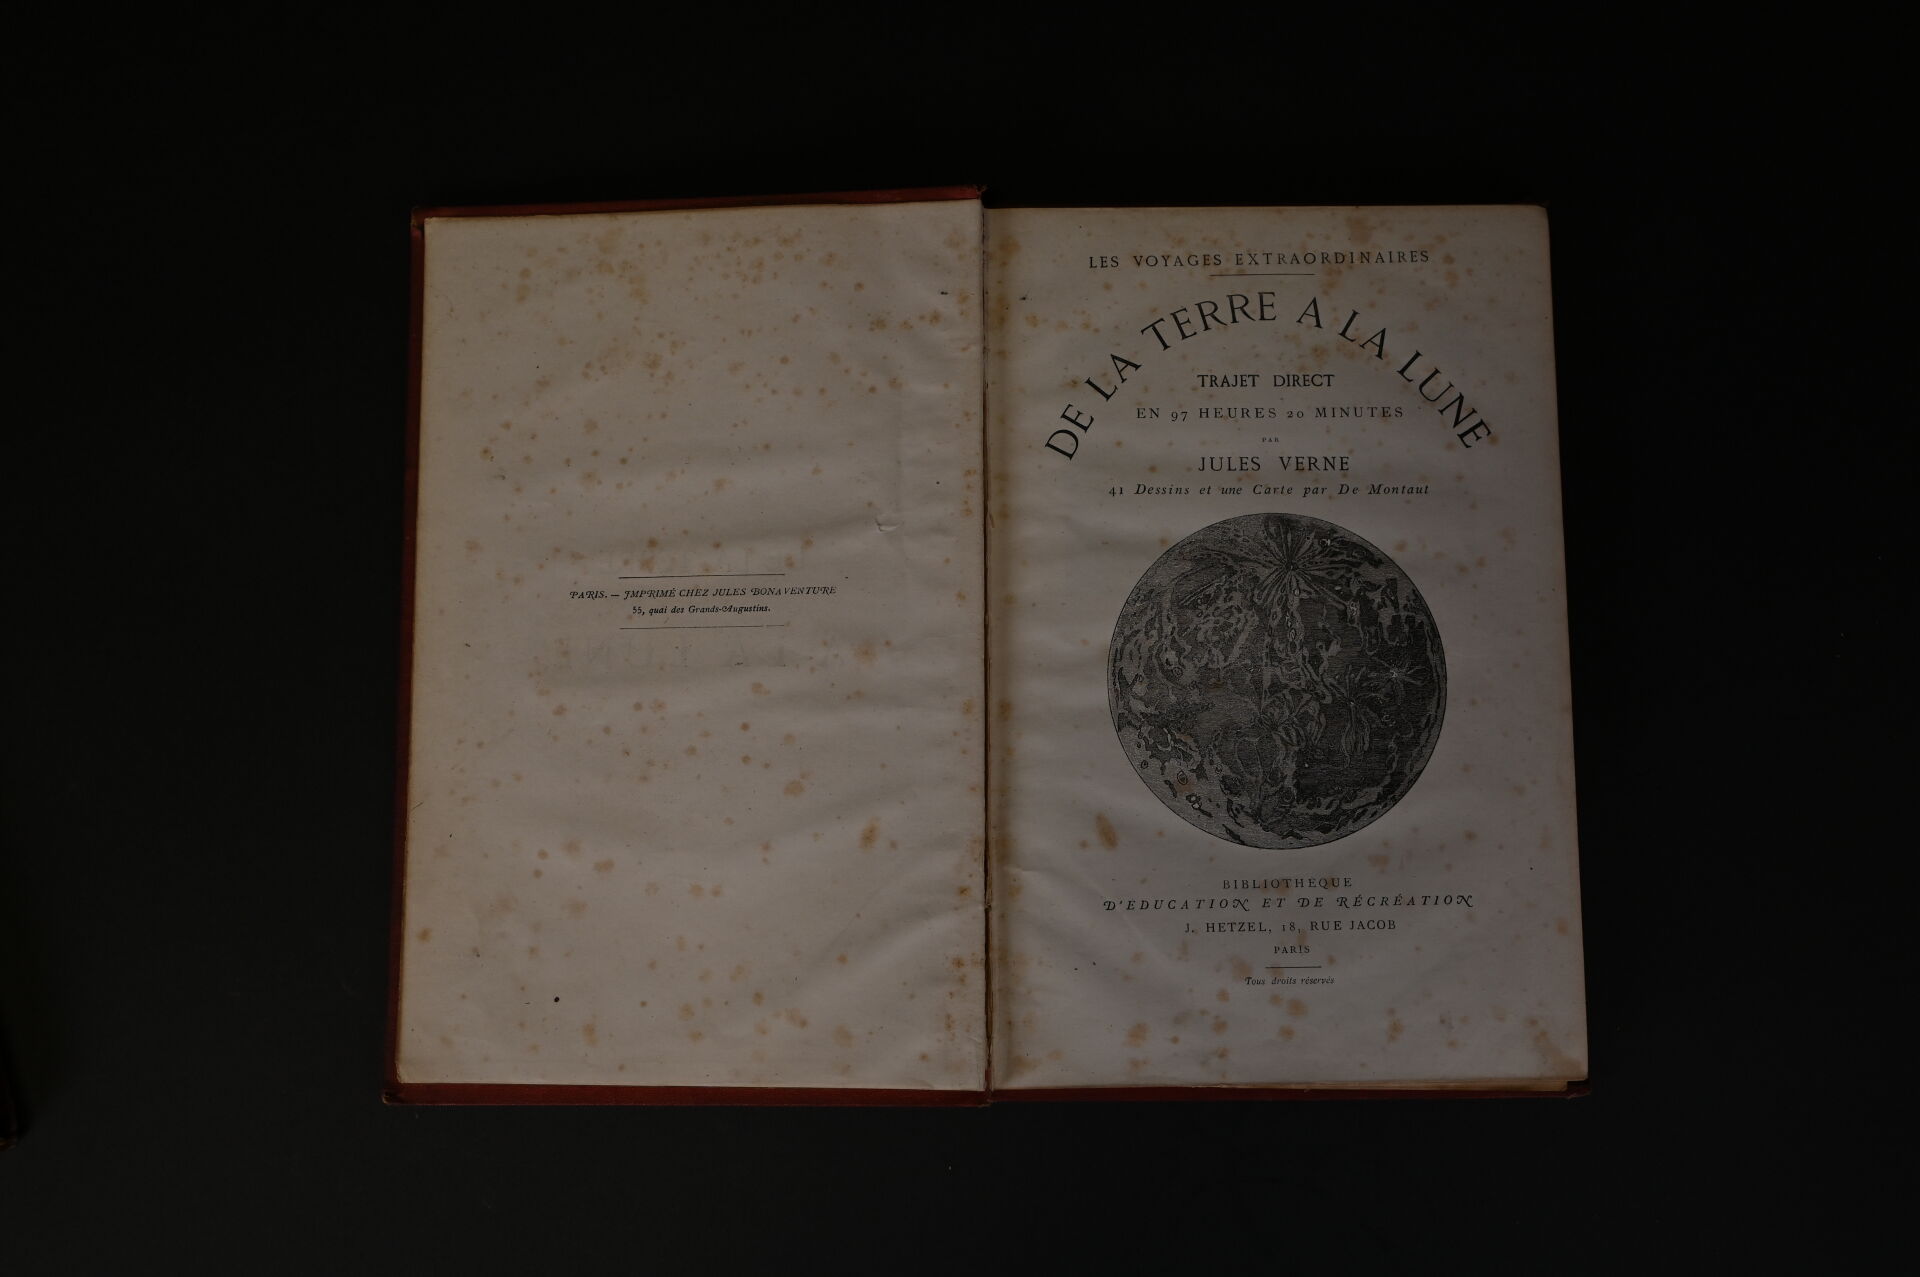 PARIS. — IMPRIMÉ CHEZ JULES BONAVENTURE
55, quai des Grands-Augustins.
LES VOYAGES EXTRAORDINAIRES
DE LA TERRE A LA LUNE
TRAJET DIRECT
EN 97 HEURES 20 MINUTES
PAR
JULES VERNE
41 Dessins et une Carte par De Montaut
BIBLIOTHÈQUE
D'ÉDUCATION ET DE RÉCRÉATION
J. HETZEL, 18, RUE JACOB
PARIS
Tous droits réservés